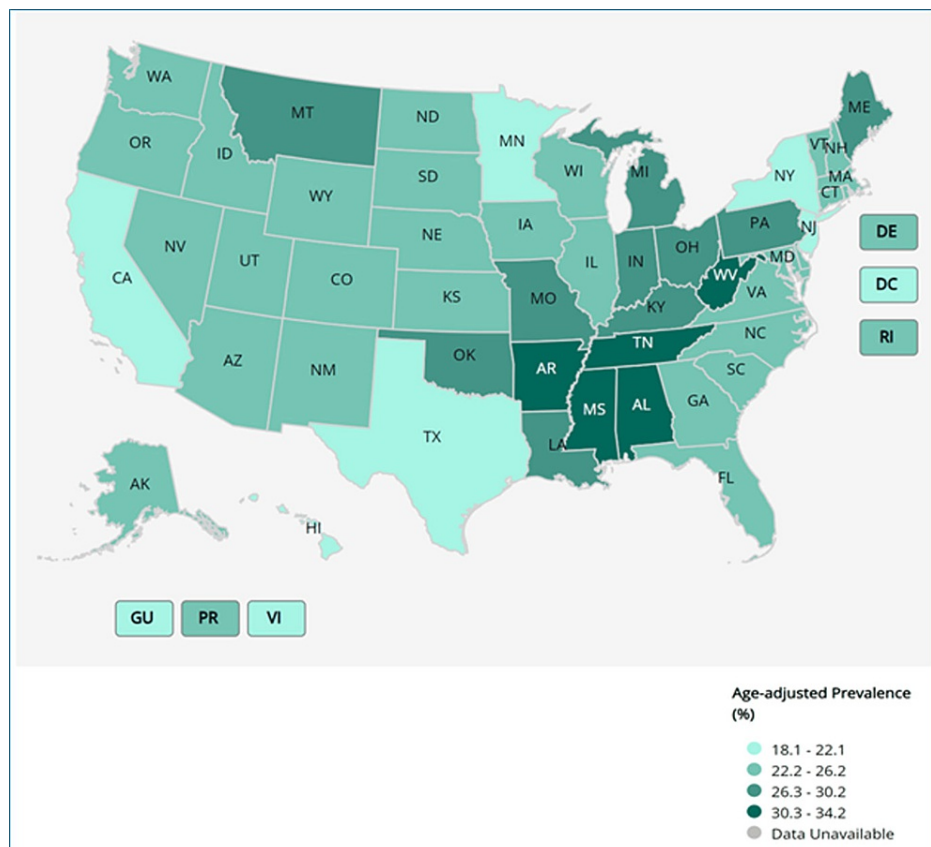 WA
MT
ND
ME
OR
ID
MN
VT
NH
WY
SD
WI
MI
NY
MA
CT
NV
UT
NE
IA
PA
NJ
DE
CA
CO
KS
IL
IN
OH
MD
WV
VA
DC
MO
KY
AZ
NM
OK
AR
TN
NC
SC
RI
TX
LA
MS
AL
GA
FL
AK
HI
GU
PR
VI
Age-adjusted Prevalence
(%)
18.1 - 22.1
22.2 - 26.2
26.3 - 30.2
30.3 - 34.2
Data Unavailable